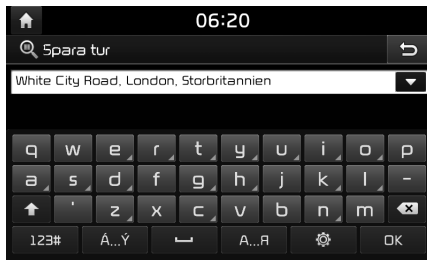 06:20
Spara tur
White City Road, London, Storbritannien
q w e r t y u i o p
a s d f g h j k l -
' z x c v b n m
123# Á...Ý А...Я OK